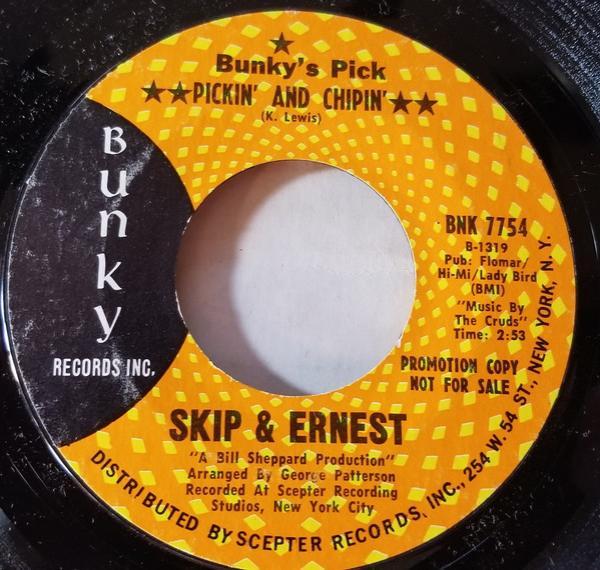 ★
Bunky's Pick
★★PICKIN' AND CHIPIN'★★
(K. Lewis)
Bunky
RECORDS INC.
BNK 7754
B-1319
Pub: Flomar/
Hi-Mi/Lady Bird
(BMI)
"Music By
The Cruds"
Time: 2:53
PROMOTION COPY
NOT FOR SALE
SKIP & ERNEST
"A Bill Sheppard Production"
Arranged By George Patterson
Recorded At Scepter Recording
Studios, New York City
DISTRIBUTED BY SCEPTER RECORDS, INC., 254 W. 54 ST., NEW YORK, N. Y.